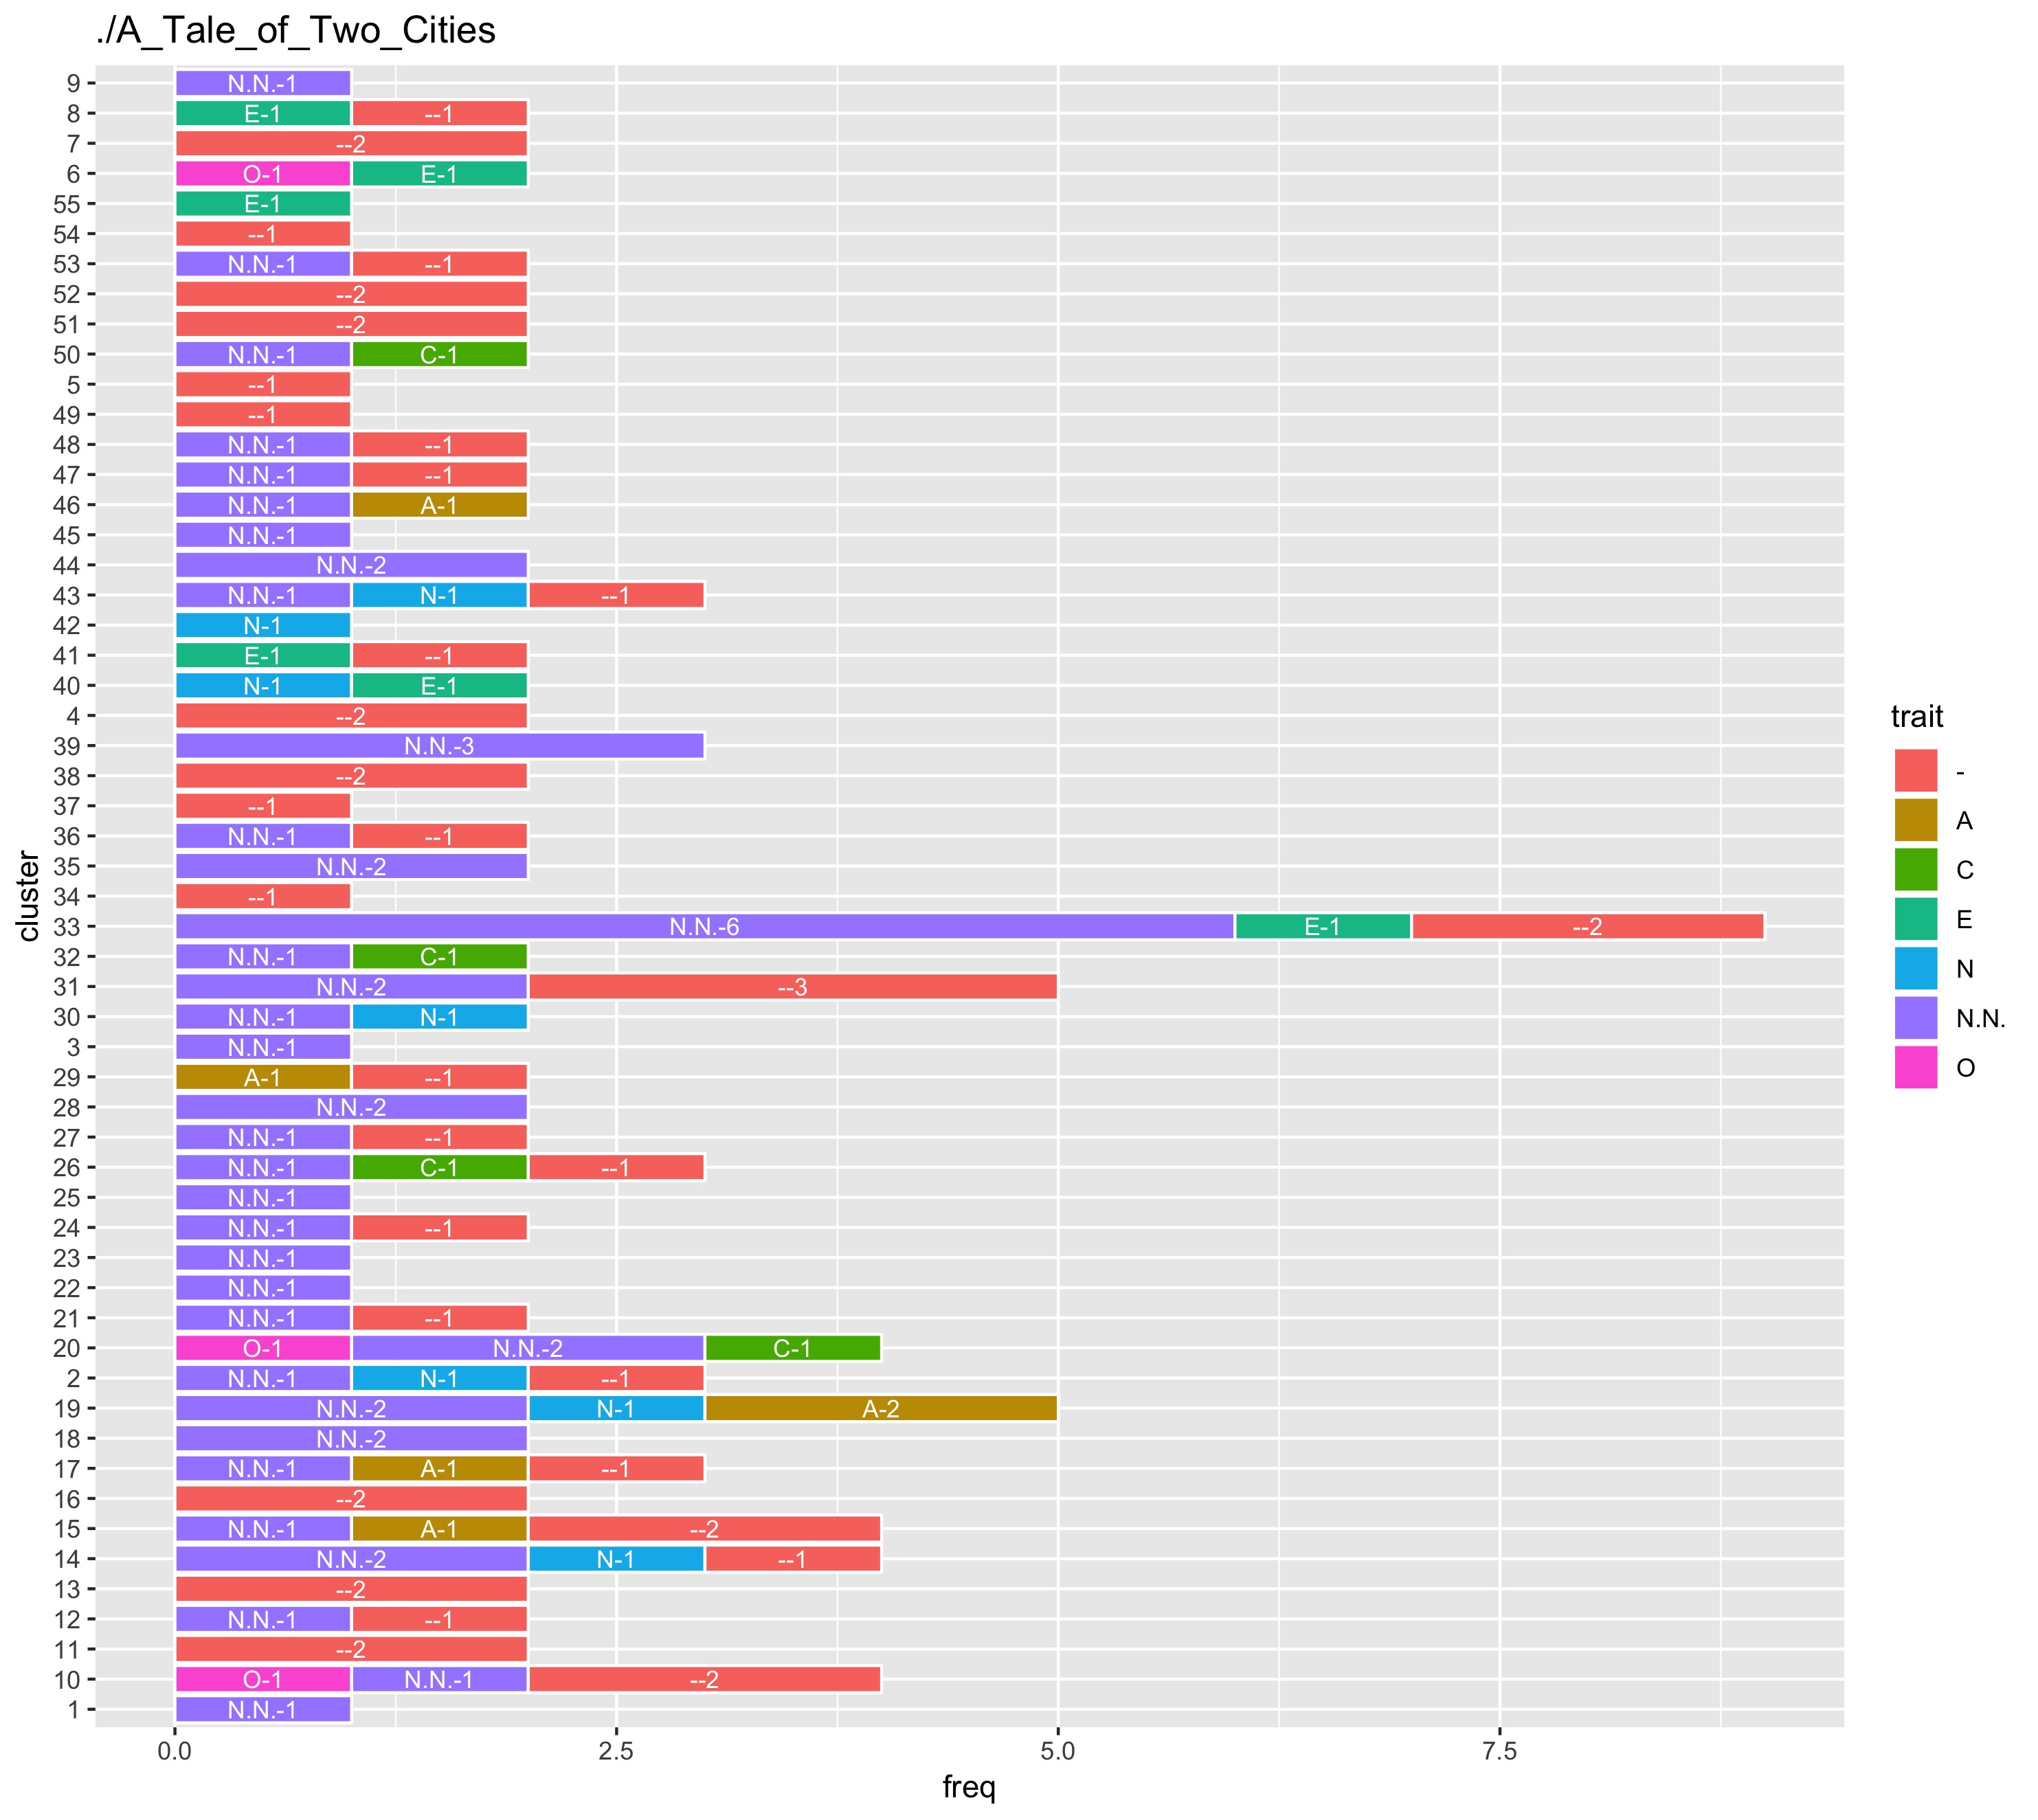 ./A_Tale_of_Two_Cities
9 N.N.-1
8 E-1 --1
7 --2
6 O-1 E-1
55 E-1
54 --1
53 N.N.-1 --1
52 --2
51 --2
50 N.N.-1 C-1
5 --1
49 --1
48 N.N.-1 --1
47 N.N.-1 --1
46 N.N.-1 A-1
45 N.N.-1
44 N.N.-2
43 N.N.-1 N-1 --1
42 N-1
41 E-1 --1
40 N-1 E-1
4 --2
39 N.N.-3
38 --2
37 --1
36 N.N.-1 --1
35 N.N.-2
34 --1
33 N.N.-6 E-1 --2
32 N.N.-1 C-1
31 N.N.-2 --3
30 N.N.-1 N-1
3 N.N.-1
29 A-1 --1
28 N.N.-2
27 N.N.-1 --1
26 N.N.-1 C-1 --1
25 N.N.-1
24 N.N.-1 --1
23 N.N.-1
22 N.N.-1
21 N.N.-1 --1
20 O-1 N.N.-2 C-1
2 N.N.-1 N-1 --1
19 N.N.-2 N-1 A-2
18 N.N.-2
17 N.N.-1 A-1 --1
16 --2
15 N.N.-1 A-1 --2
14 N.N.-2 N-1 --1
13 --2
12 N.N.-1 --1
11 --2
10 O-1 N.N.-1 --2
1 N.N.-1
0.0 2.5 5.0 7.5
freq
cluster
trait
-
A
C
E
N
N.N.
O